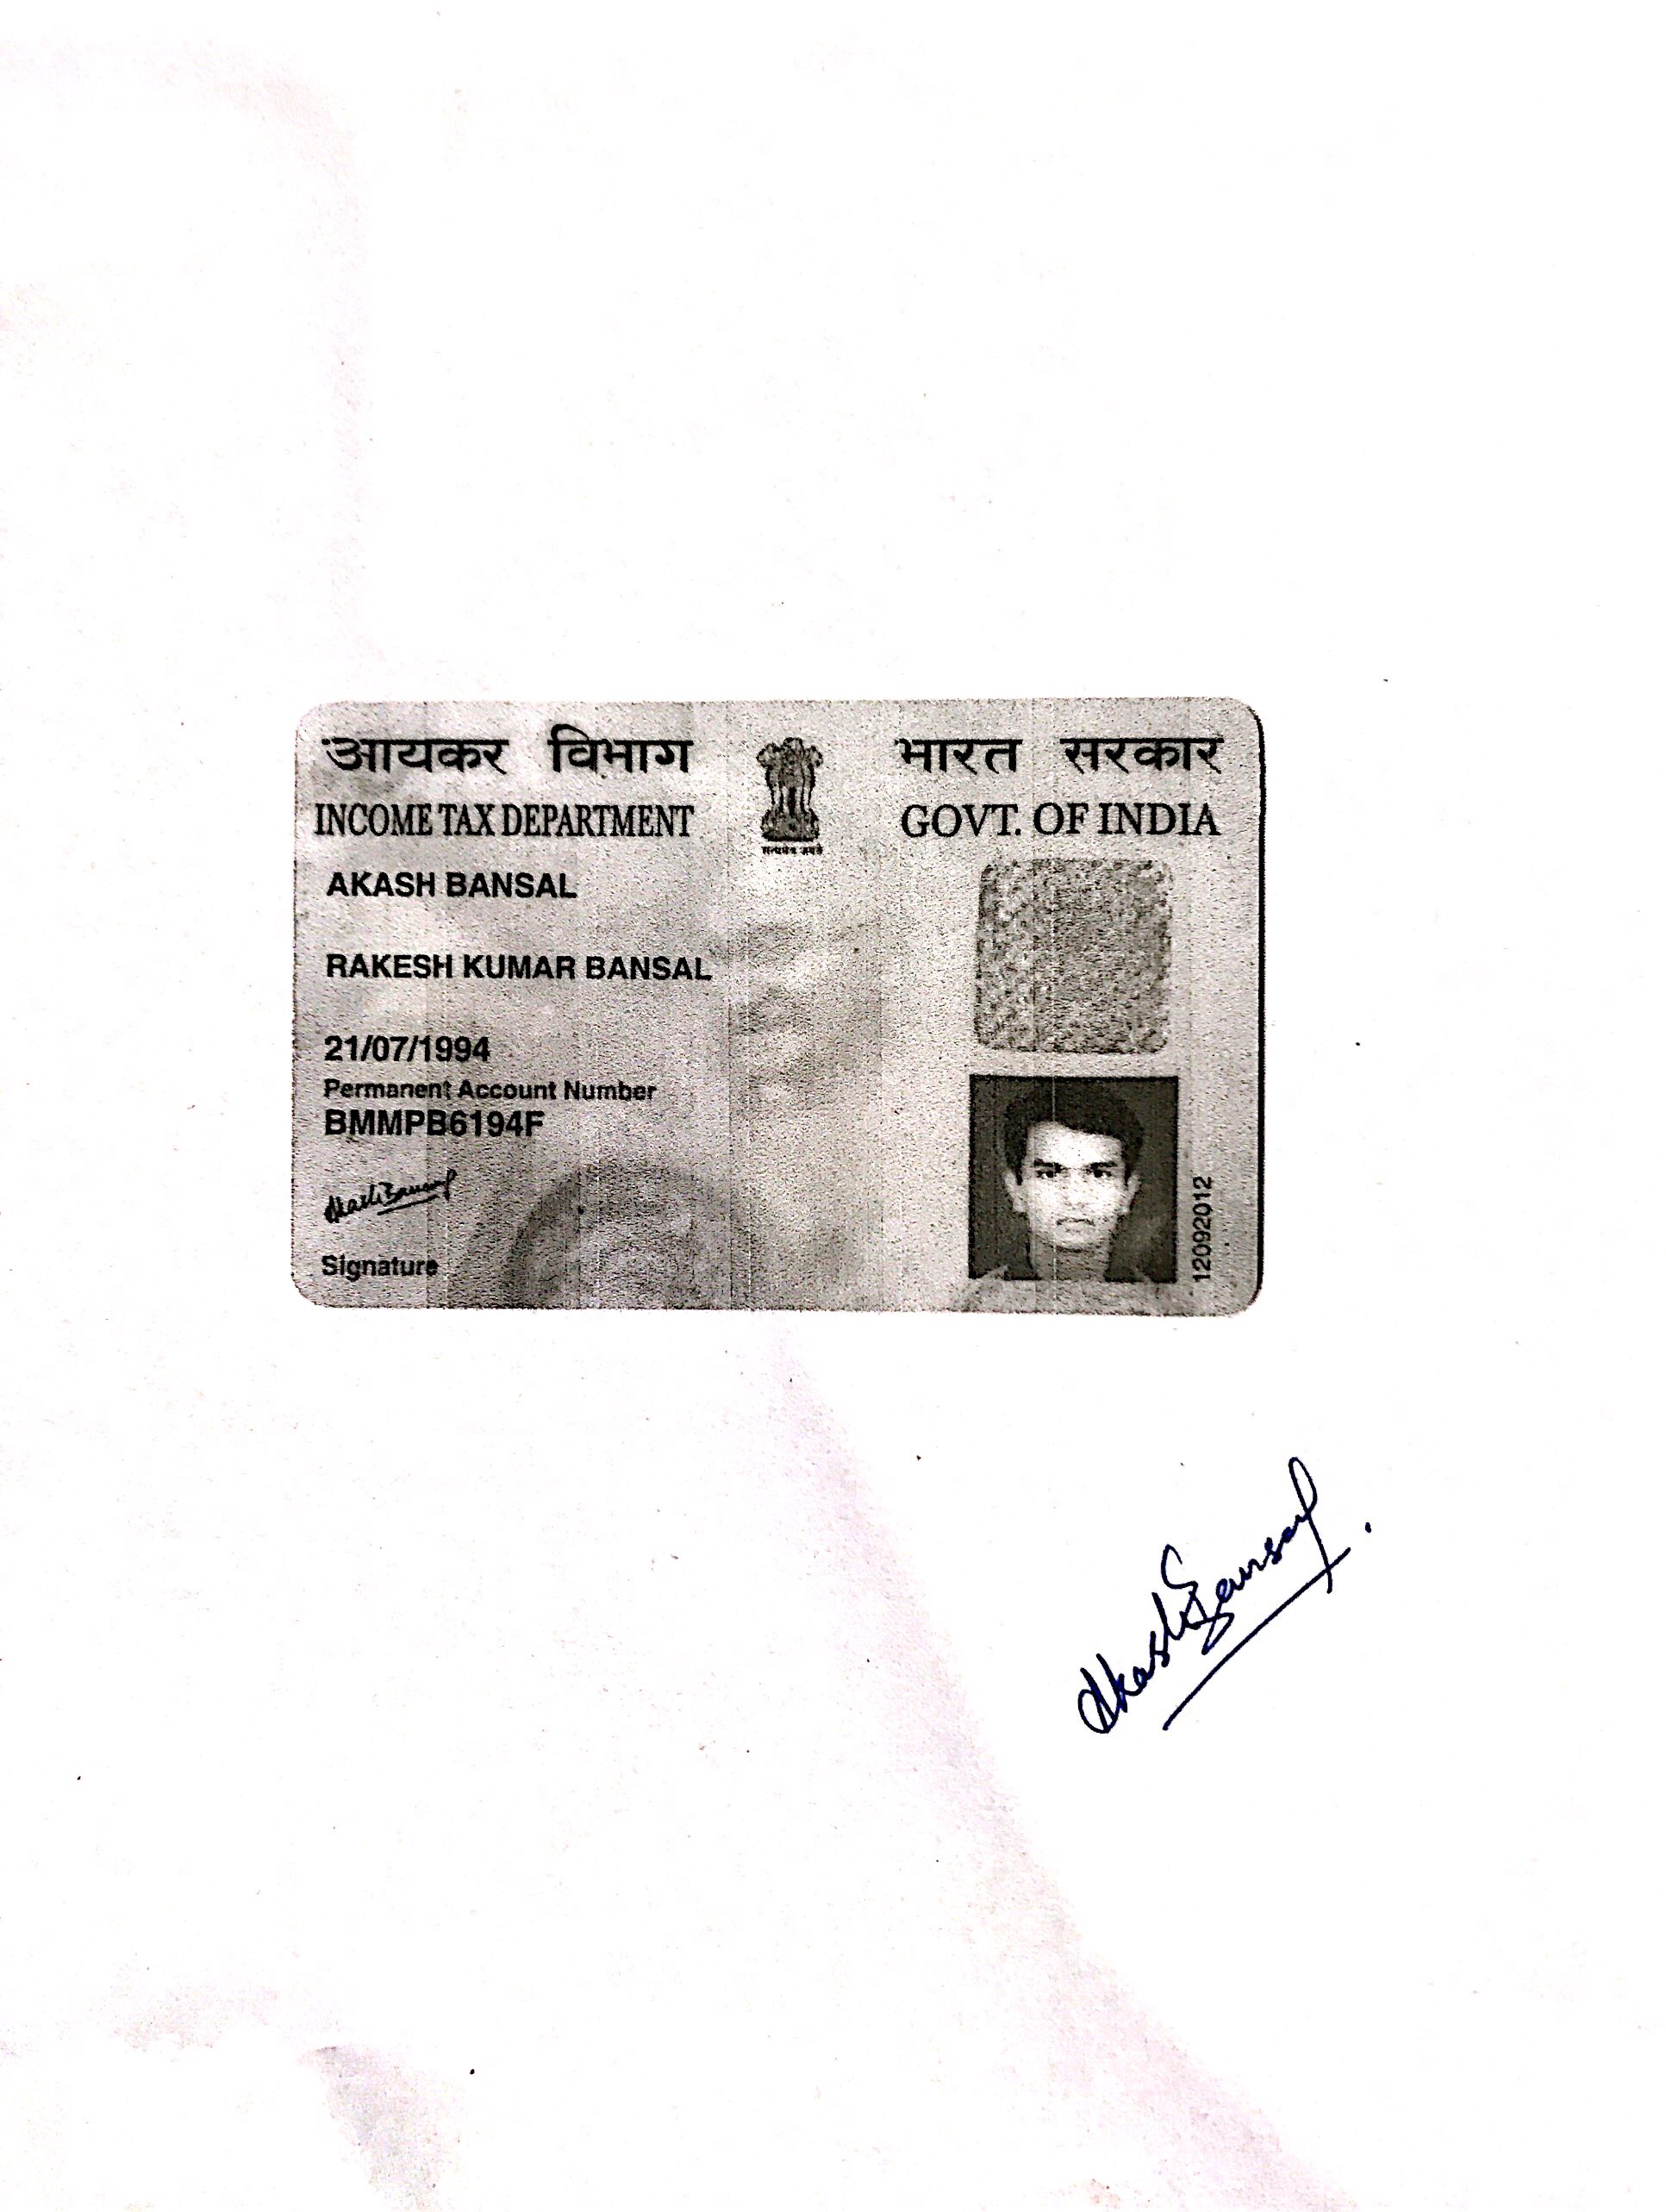 आयकर विभाग भारत सरकार
INCOME TAX DEPARTMENT GOVT. OF INDIA
सत्यमेव जयते
AKASH BANSAL
RAKESH KUMAR BANSAL
21/07/1994
Permanent Account Number
BMMPB6194F
Akash Bansal
Signature
12092012
Akash Bansal